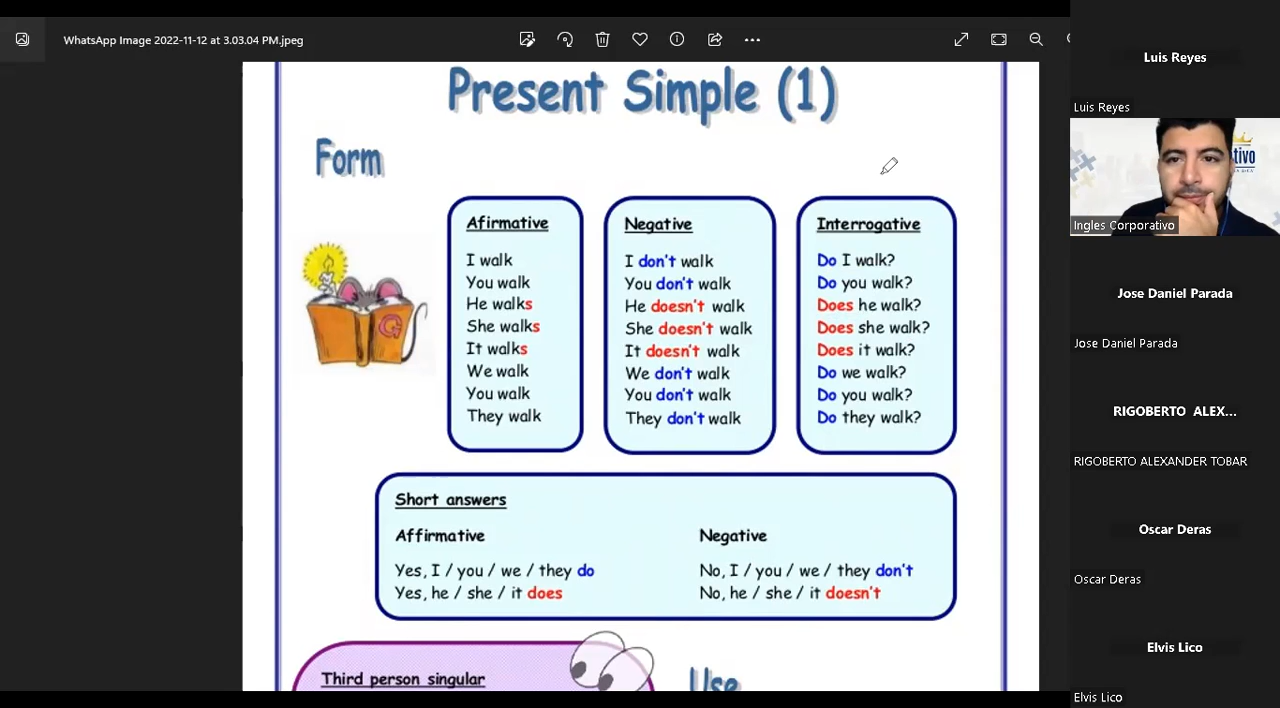 WhatsApp Image 2022-11-12 at 3.03.04 PM.jpeg
Present Simple (1)
Form
Afirmative
I walk
You walk
He walks
She walks
It walks
We walk
You walk
They walk
Negative
I don't walk
You don't walk
He doesn't walk
She doesn't walk
It doesn't walk
We don't walk
You don't walk
They don't walk
Interrogative
Do I walk?
Do you walk?
Does he walk?
Does she walk?
Does it walk?
Do we walk?
Do you walk?
Do they walk?
Short answers
Affirmative
Yes, I / you / we / they do
Yes, he / she / it does
Negative
No, I / you / we / they don't
No, he / she / it doesn't
Third person singular
Use
Luis Reyes
Luis Reyes
tivo
Ingles Corporativo
Jose Daniel Parada
Jose Daniel Parada
RIGOBERTO ALEX...
RIGOBERTO ALEXANDER TOBAR
Oscar Deras
Oscar Deras
Elvis Lico
Elvis Lico